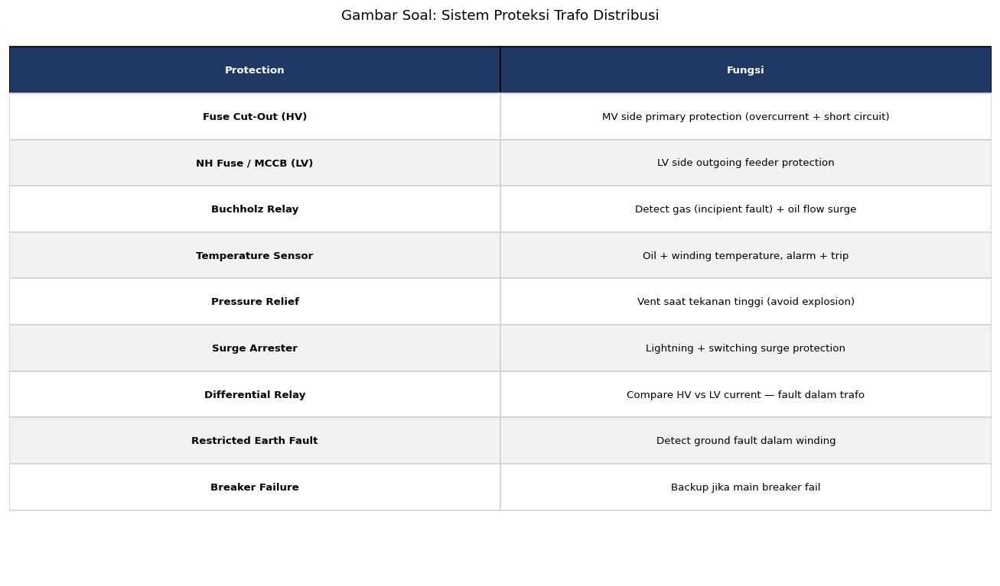 Gambar Soal: Sistem Proteksi Trafo Distribusi
Protection Fungsi
Fuse Cut-Out (HV) MV side primary protection (overcurrent + short circuit)
NH Fuse / MCCB (LV) LV side outgoing feeder protection
Buchholz Relay Detect gas (incipient fault) + oil flow surge
Temperature Sensor Oil + winding temperature, alarm + trip
Pressure Relief Vent saat tekanan tinggi (avoid explosion)
Surge Arrester Lightning + switching surge protection
Differential Relay Compare HV vs LV current — fault dalam trafo
Restricted Earth Fault Detect ground fault dalam winding
Breaker Failure Backup jika main breaker fail